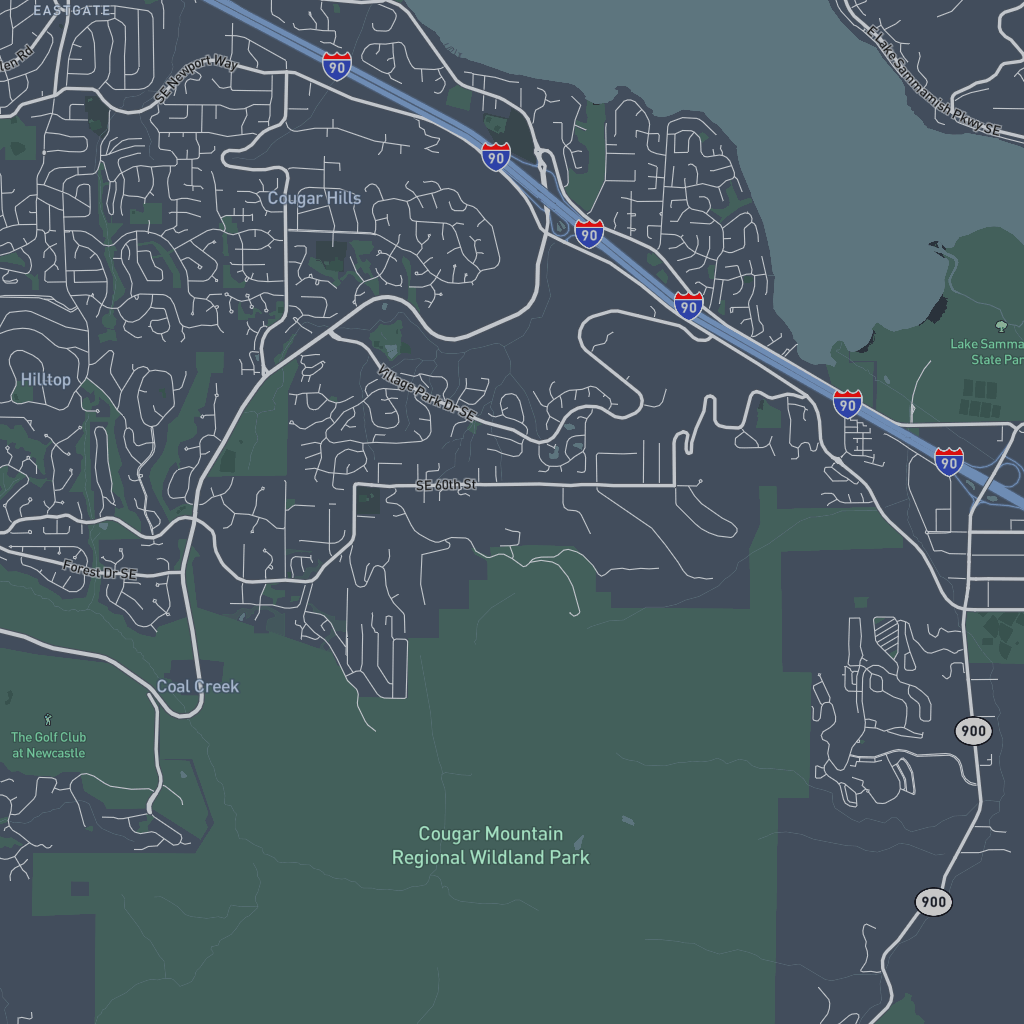 EASTGATE
SE Newport Way
90
E Lake Sammamish Pkwy SE
90
Cougar Hills
90
90
Lake Samma
State Par
Hilltop
Village Park Dr SE
90
90
SE 60th St
Forest Dr SE
Coal Creek
The Golf Club
at Newcastle
900
Cougar Mountain
Regional Wildland Park
900